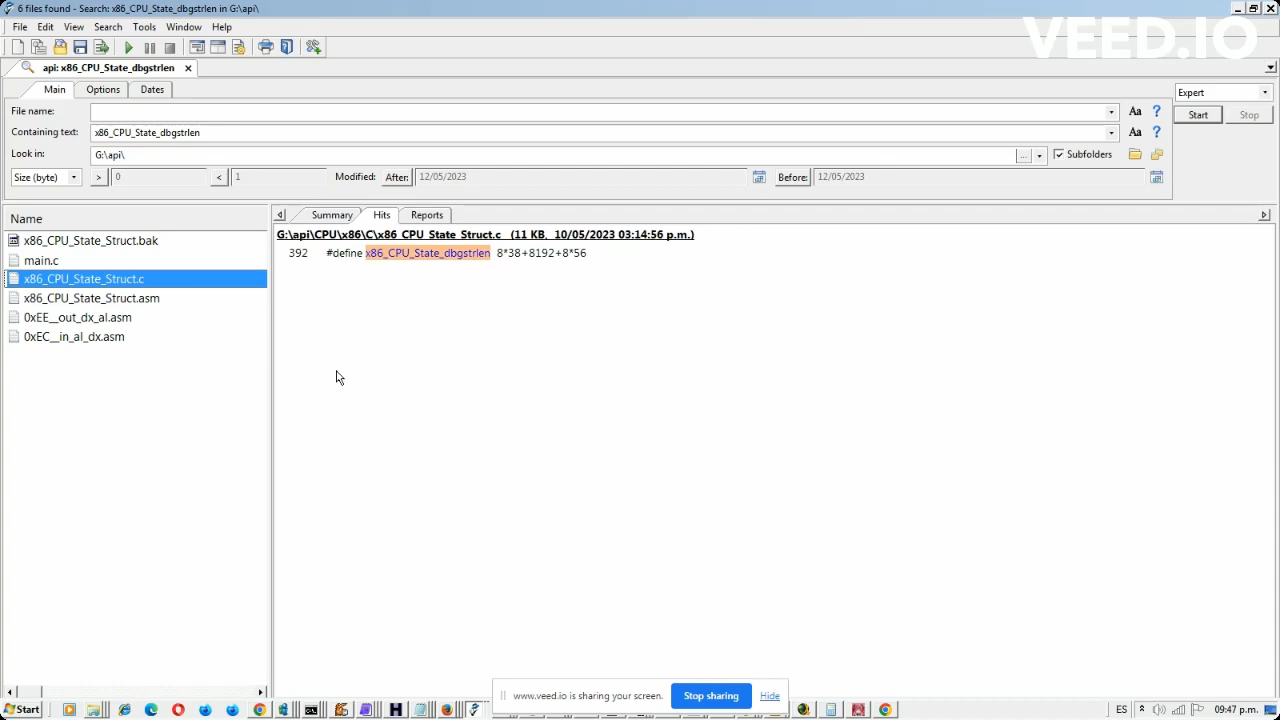 6 files found - Search: x86_CPU_State_dbgstrlen in G:\api\
File Edit View Search Tools Window Help
VEED.IO
api: x86_CPU_State_dbgstrlen
Main Options Dates
Expert
File name: Aa ?
Start Stop
Containing text: x86_CPU_State_dbgstrlen Aa ?
Look in: G:\api\ ... Subfolders
Size (byte) > 0 < 1 Modified: After: 12/05/2023 Before: 12/05/2023
Name
Summary Hits Reports
x86_CPU_State_Struct.bak
main.c
x86_CPU_State_Struct.c
x86_CPU_State_Struct.asm
0xEE__out_dx_al.asm
0xEC__in_al_dx.asm
G:\api\CPU\x86\C\x86_CPU_State_Struct.c (11 KB, 10/05/2023 03:14:56 p.m.)
392 #define x86_CPU_State_dbgstrlen 8*38+8192+8*56
www.veed.io is sharing your screen. Stop sharing Hide
Start
ES 09:47 p.m.